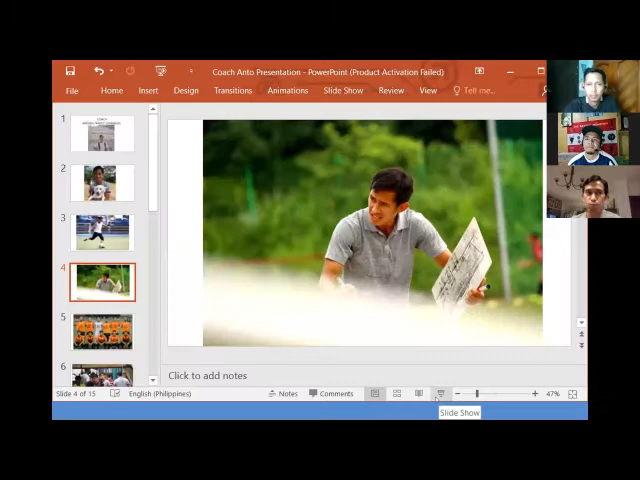 Coach Anto Presentation - PowerPoint (Product Activation Failed)
File Home Insert Design Transitions Animations Slide Show Review View Tell me...
1
COACH
2
3
4
5
6
Click to add notes
Slide 4 of 15 English (Philippines) Notes Comments 47%
Slide Show